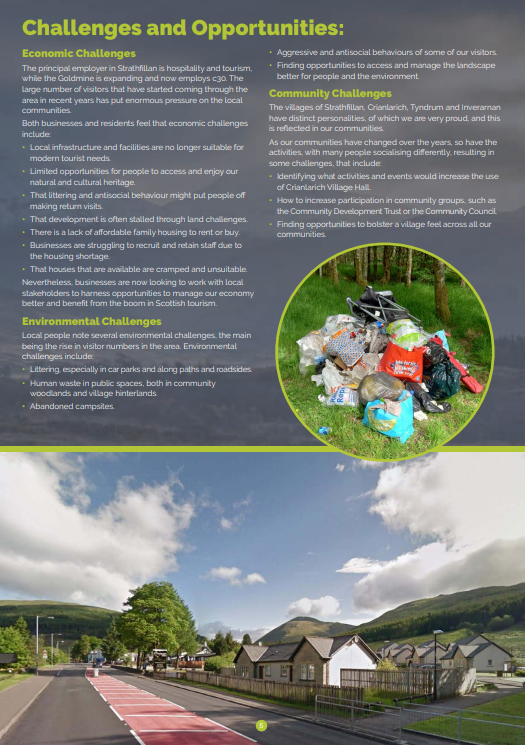 Challenges and Opportunities:
Economic Challenges
The principal employer in Strathfillan is hospitality and tourism,
while the Goldmine is expanding and now employs c30. The
large number of visitors that have started coming through the
area in recent years has put enormous pressure on the local
communities.
Both businesses and residents feel that economic challenges
include:
• Local infrastructure and facilities are no longer suitable for
modern tourist needs.
• Limited opportunities for people to access and enjoy our
natural and cultural heritage.
• That littering and antisocial behaviour might put people off
making return visits.
• That development is often stalled through land challenges.
• There is a lack of affordable family housing to rent or buy.
• Businesses are struggling to recruit and retain staff due to
the housing shortage.
• That houses that are available are cramped and unsuitable.
Nevertheless, businesses are now looking to work with local
stakeholders to harness opportunities to manage our economy
better and benefit from the boom in Scottish tourism.
Environmental Challenges
Local people note several environmental challenges, the main
being the rise in visitor numbers in the area. Environmental
challenges include:
• Littering, especially in car parks and along paths and roadsides.
• Human waste in public spaces, both in community
woodlands and village hinterlands.
• Abandoned campsites.
• Aggressive and antisocial behaviours of some of our visitors.
• Finding opportunities to access and manage the landscape
better for people and the environment.
Community Challenges
The villages of Strathfillan, Crianlarich, Tyndrum and Inverarnan
have distinct personalities, of which we are very proud, and this
is reflected in our communities.
As our communities have changed over the years, so have the
activities, with many people socialising differently, resulting in
some challenges, that include:
• Identifying what activities and events would increase the use
of Crianlarich Village Hall.
• How to increase participation in community groups, such as
the Community Development Trust or the Community Council.
• Finding opportunities to bolster a village feel across all our
communities.
5